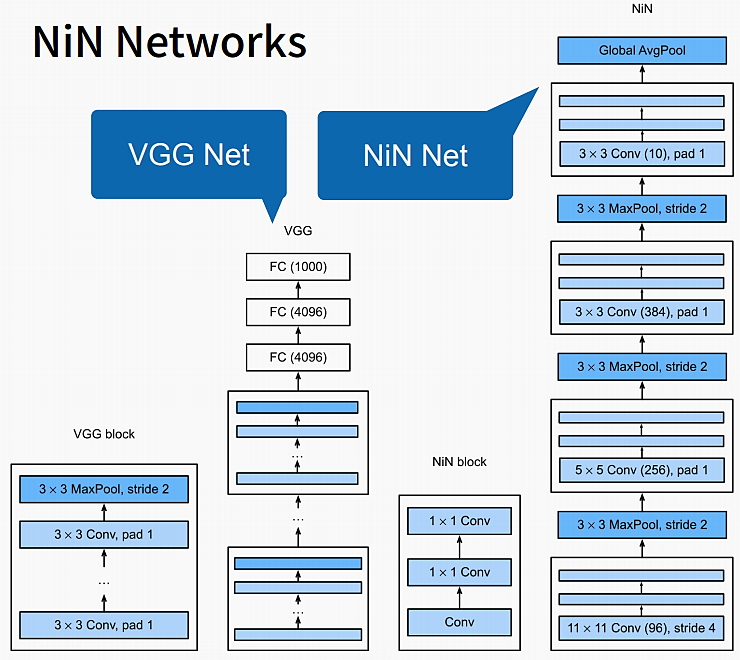 NiN Networks
VGG Net
NiN Net
VGG block
3 × 3 MaxPool, stride 2
3 × 3 Conv, pad 1
...
3 × 3 Conv, pad 1
VGG
FC (1000)
FC (4096)
FC (4096)
...
...
...
NiN block
1 × 1 Conv
1 × 1 Conv
Conv
NiN
Global AvgPool
3 × 3 Conv (10), pad 1
3 × 3 MaxPool, stride 2
3 × 3 Conv (384), pad 1
3 × 3 MaxPool, stride 2
5 × 5 Conv (256), pad 1
3 × 3 MaxPool, stride 2
11 × 11 Conv (96), stride 4